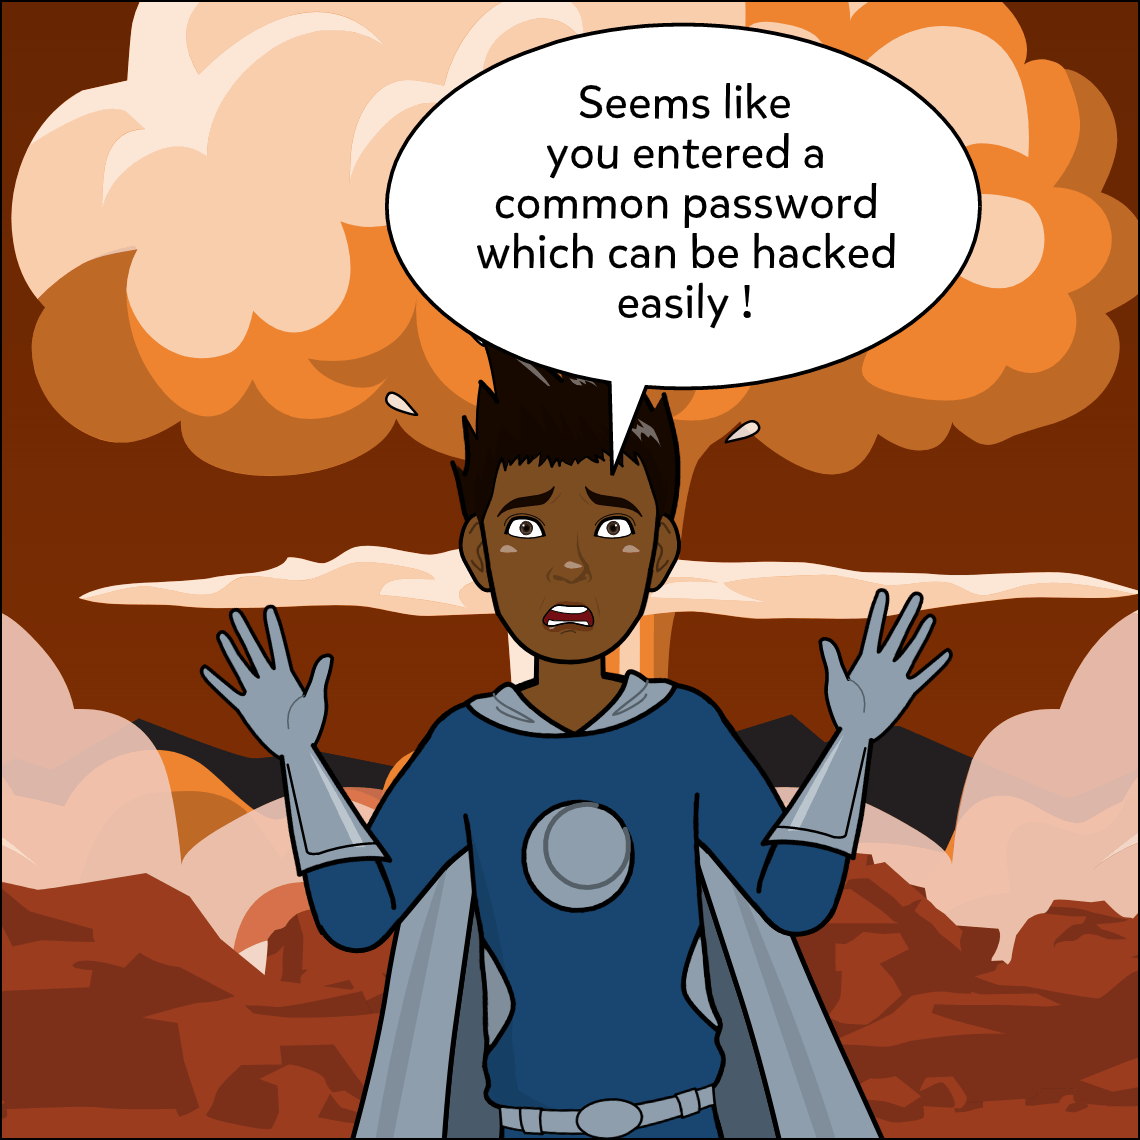 Seems like
you entered a
common password
which can be hacked
easily !